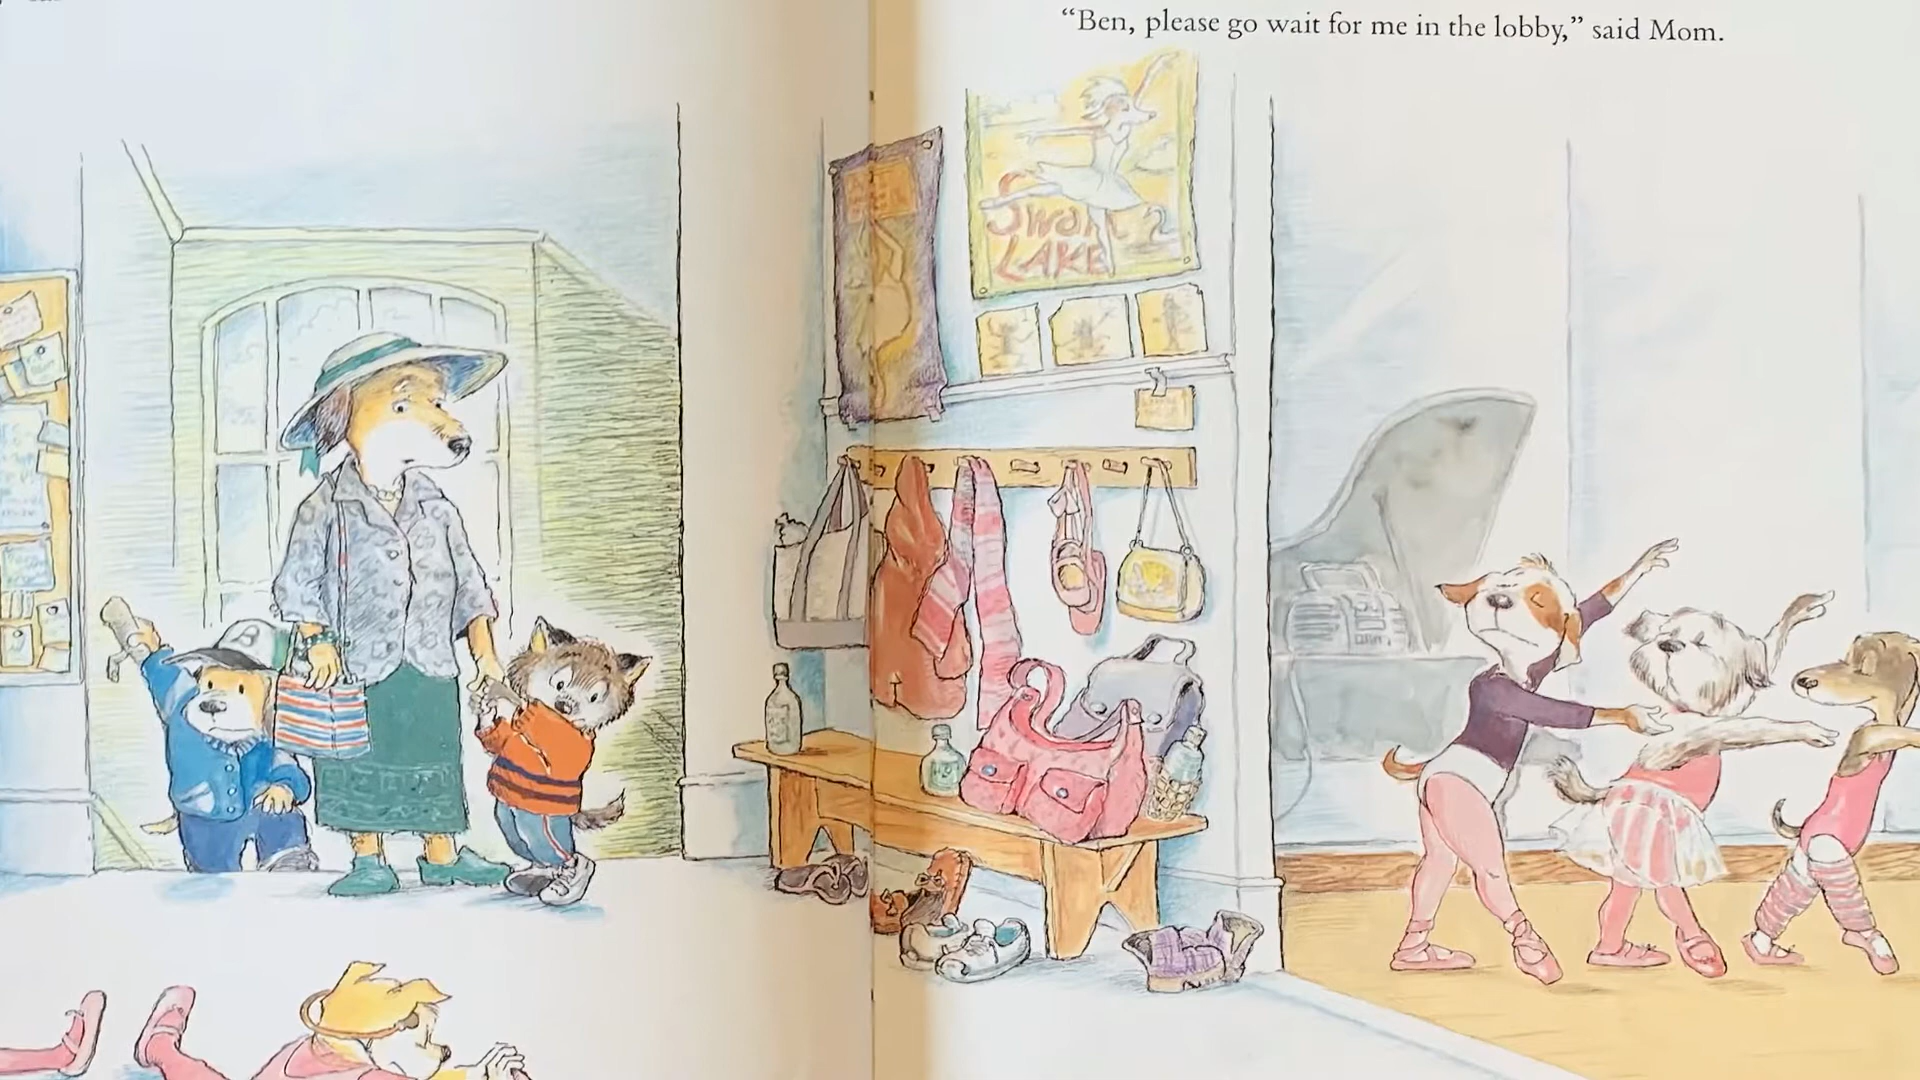 “Ben, please go wait for me in the lobby,” said Mom.
SWAN
LAKE